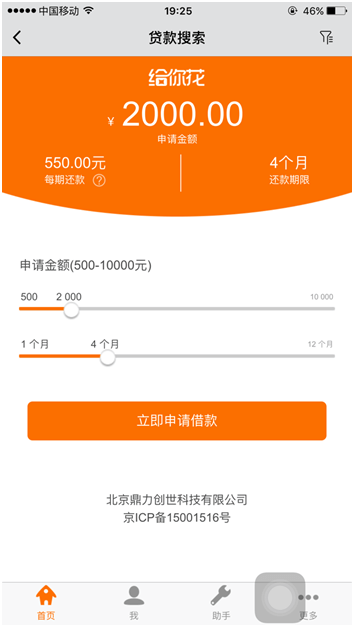 中国移动 19:25 46%
贷款搜索
给你花
¥ 2000.00
申请金额
550.00元 4个月
每期还款 ? 还款期限
申请金额(500-10000元)
500 2 000 10 000
1 个月 4 个月 12 个月
立即申请借款
北京鼎力创世科技有限公司
京ICP备15001516号
首页 我 助手 更多